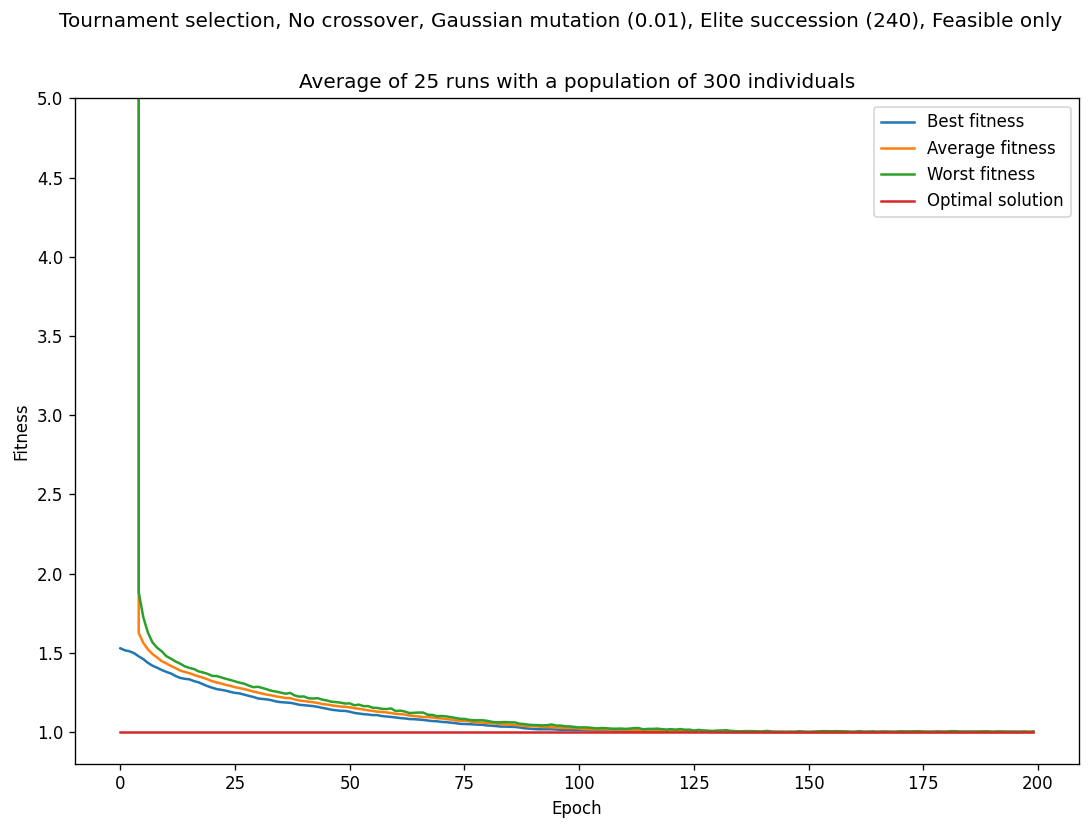 Tournament selection, No crossover, Gaussian mutation (0.01), Elite succession (240), Feasible only
Average of 25 runs with a population of 300 individuals
5.0
4.5
4.0
3.5
3.0
2.5
2.0
1.5
1.0
Fitness
Best fitness
Average fitness
Worst fitness
Optimal solution
0
25
50
75
100
125
150
175
200
Epoch